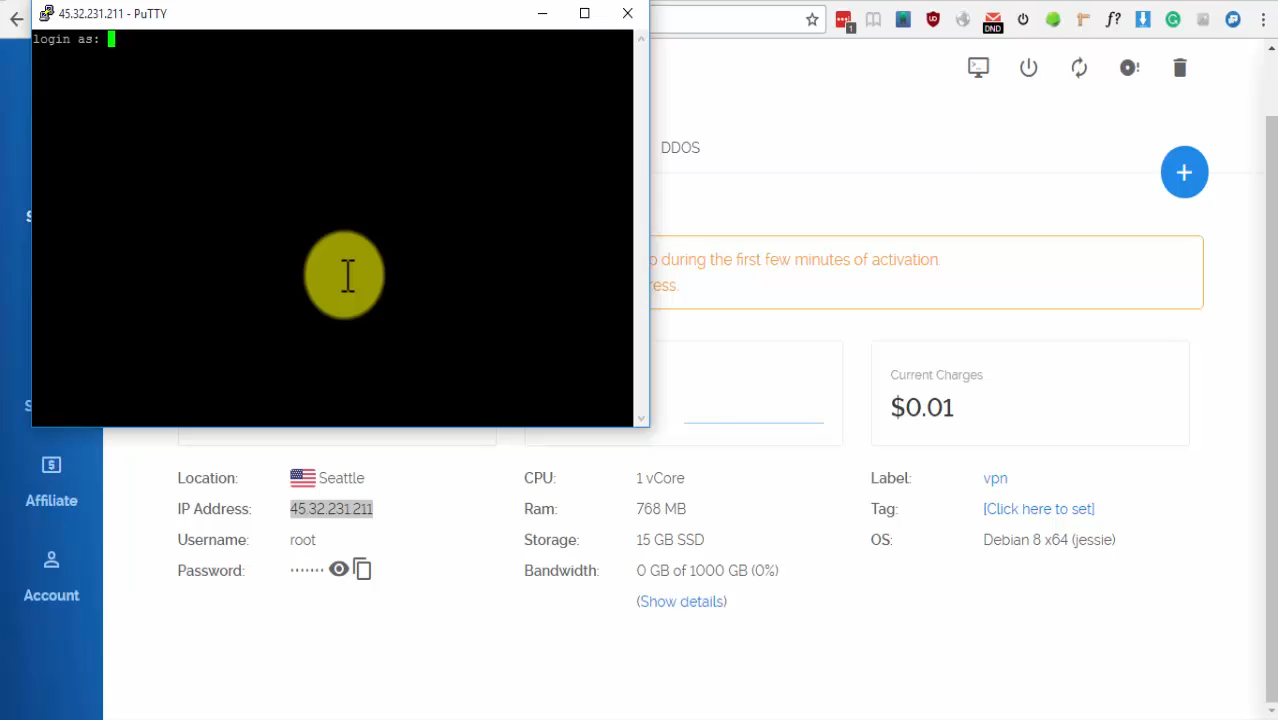 45.32.231.211 - PuTTY
login as:
1
DND
f?
DDOS
during the first few minutes of activation.
Current Charges
$0.01
Location: Seattle CPU: 1 vCore Label: vpn
IP Address: 45.32.231.211 Ram: 768 MB Tag: [Click here to set]
Username: root Storage: 15 GB SSD OS: Debian 8 x64 (jessie)
Password: ······· Bandwidth: 0 GB of 1000 GB (0%)
(Show details)
Affiliate
Account